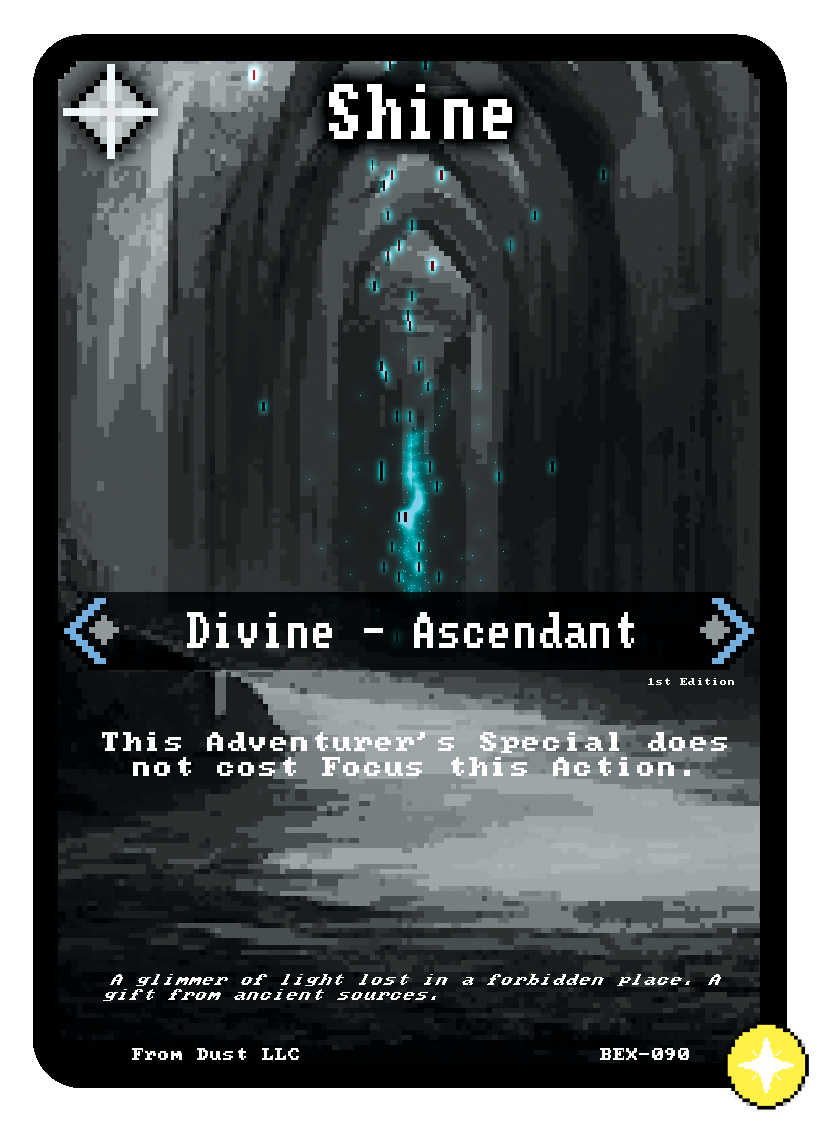 Shine
Divine - Ascendant
1st Edition
This Adventurer's Special does
not cost Focus this Action.
A glimmer of light lost in a forbidden place. A
gift from ancient sources.
From Dust LLC
BEX-090